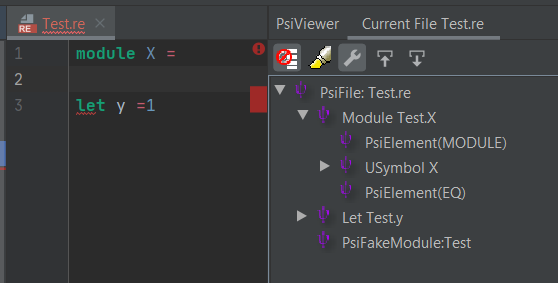 Test.re
RE
1 module X =
2
3 let y =1
PsiViewer
Current File Test.re
PsiFile: Test.re
Module Test.X
PsiElement(MODULE)
USymbol X
PsiElement(EQ)
Let Test.y
PsiFakeModule:Test